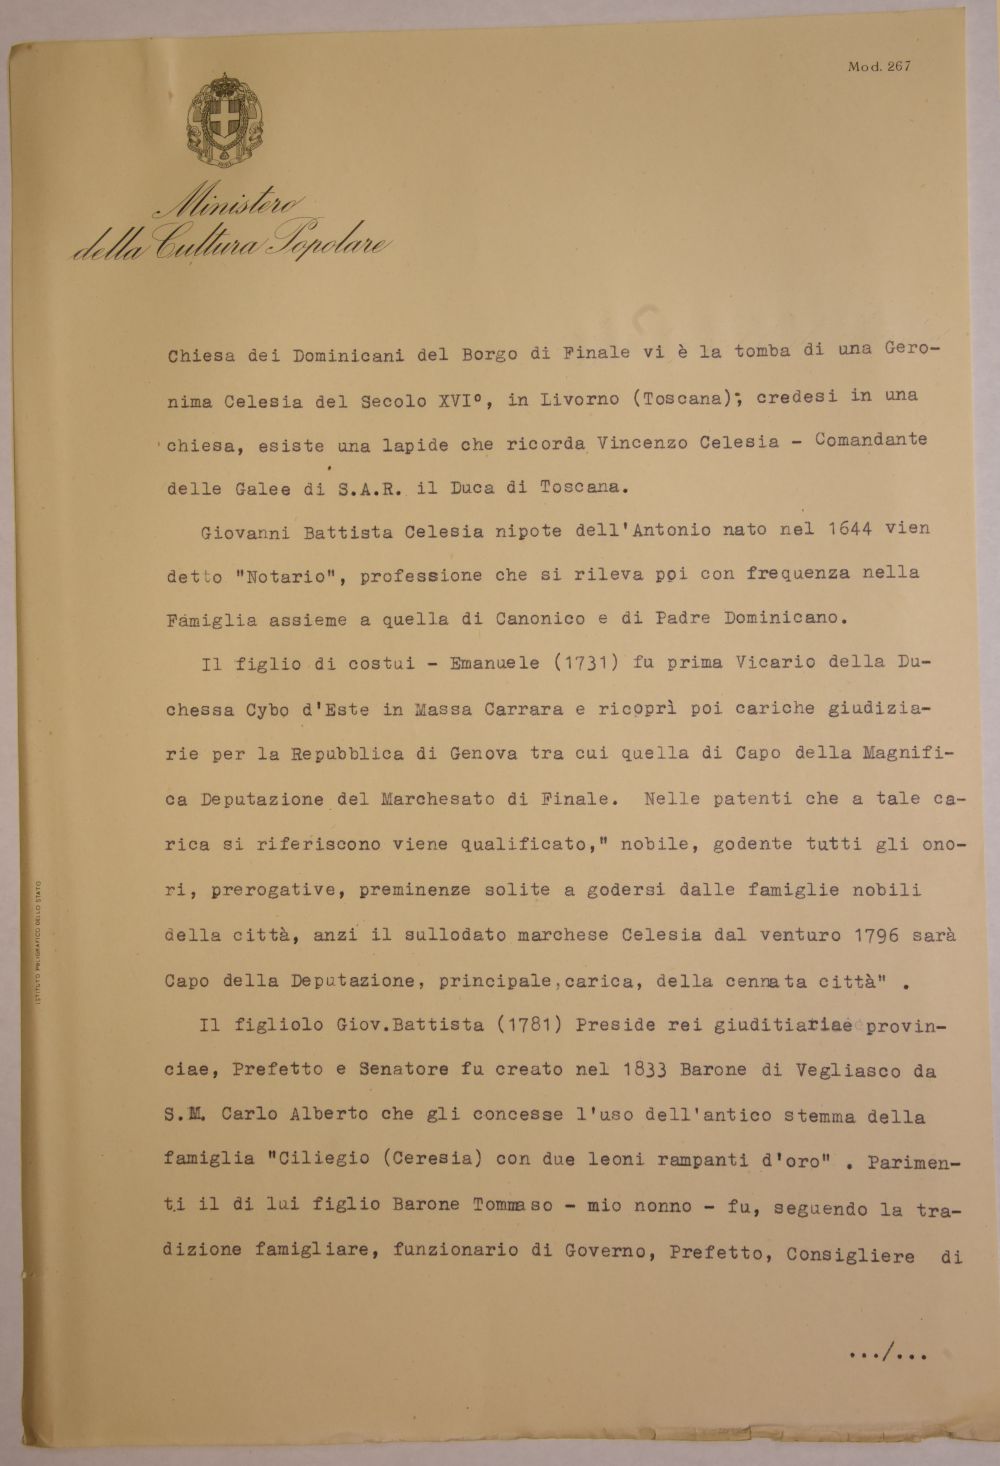 Mod. 267
Ministero
della Cultura Popolare
Chiesa dei Dominicani del Borgo di Finale vi è la tomba di una Gero-
nima Celesia del Secolo XVIº, in Livorno (Toscana); credesi in una
chiesa, esiste una lapide che ricorda Vincenzo Celesia - Comandante
delle Galee di S.A.R. il Duca di Toscana.
Giovanni Battista Celesia nipote dell'Antonio nato nel 1644 vien
detto "Notario", professione che si rileva poi con frequenza nella
Famiglia assieme a quella di Canonico e di Padre Dominicano.
Il figlio di costui - Emanuele (1731) fu prima Vicario della Du-
chessa Cybo d'Este in Massa Carrara e ricoprì poi cariche giudizia-
rie per la Repubblica di Genova tra cui quella di Capo della Magnifi-
ca Deputazione del Marchesato di Finale. Nelle patenti che a tale ca-
rica si riferiscono viene qualificato," nobile, godente tutti gli ono-
ri, prerogative, preminenze solite a godersi dalle famiglie nobili
della città, anzi il sullodato marchese Celesia dal venturo 1796 sarà
Capo della Deputazione, principale,carica, della cennata città" .
Il figliolo Giov.Battista (1781) Preside rei giuditiariae provin-
ciae, Prefetto e Senatore fu creato nel 1833 Barone di Vegliasco da
S.M. Carlo Alberto che gli concesse l'uso dell'antico stemma della
famiglia "Ciliegio (Ceresia) con due leoni rampanti d'oro" . Parimen-
ti il di lui figlio Barone Tommaso - mio nonno - fu, seguendo la tra-
dizione famigliare, funzionario di Governo, Prefetto, Consigliere di
.../...
ISTITUTO POLIGRAFICO DELLO STATO